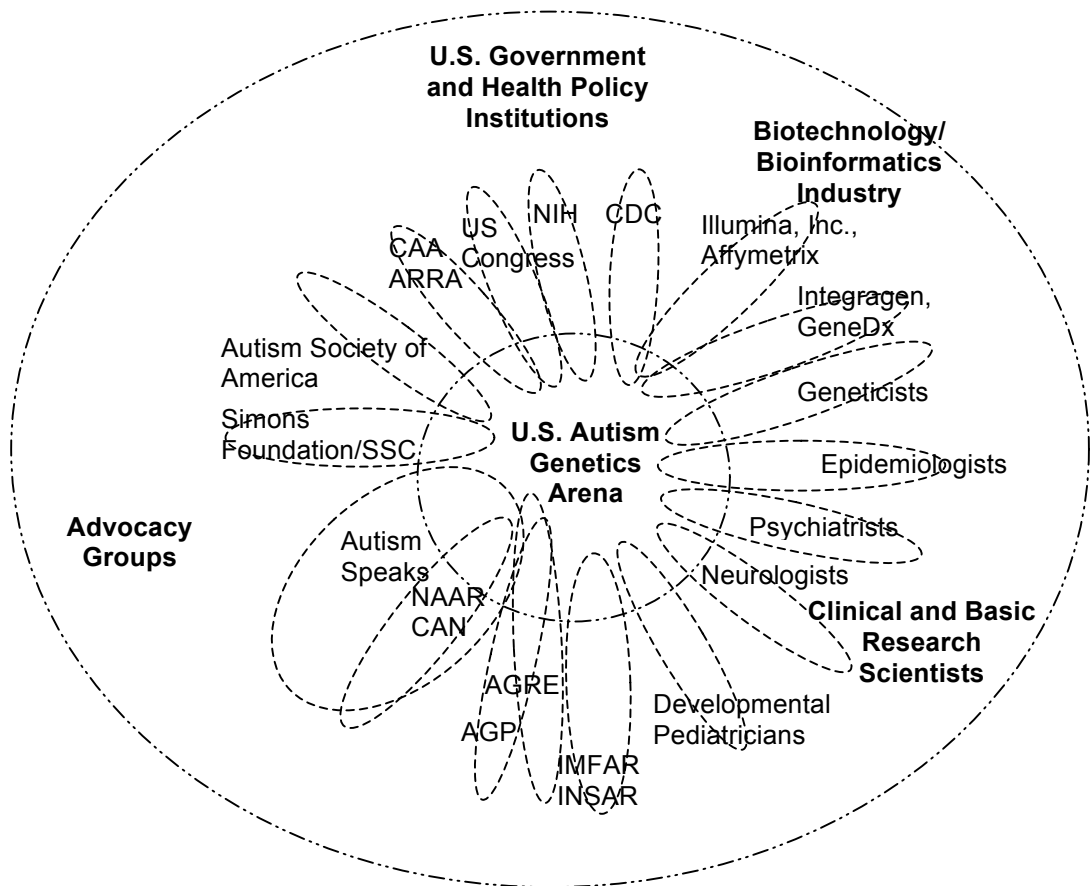 U.S. Government
and Health Policy
Institutions
Biotechnology/
Bioinformatics
Industry
NIH
CDC
US
Congress
CAA
ARRA
Illumina, Inc.,
Affymetrix
Integragen,
GeneDx
Autism Society of
America
Geneticists
Simons
Foundation/SSC
U.S. Autism
Genetics
Arena
Epidemiologists
Advocacy
Groups
Autism
Speaks
Psychiatrists
NAAR
CAN
Neurologists
Clinical and Basic
Research
Scientists
AGRE
AGP
Developmental
Pediatricians
IMFAR
INSAR